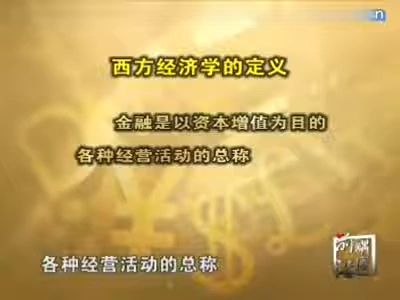 西方经济学的定义
金融是以资本增值为目的
各种经营活动的总称
各种经营活动的总称